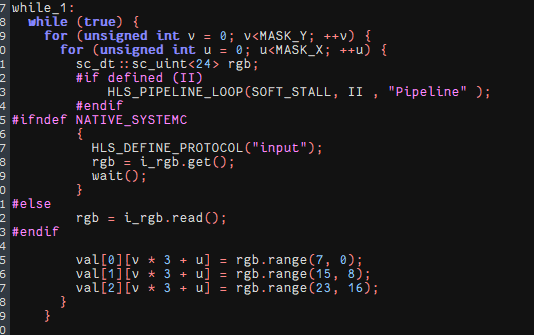 7 while_1:
8 while (true) {
9 for (unsigned int v = 0; v<MASK_Y; ++v) {
0 for (unsigned int u = 0; u<MASK_X; ++u) {
1 sc_dt::sc_uint<24> rgb;
2 #if defined (II)
3 HLS_PIPELINE_LOOP(SOFT_STALL, II , "Pipeline" );
4 #endif
5 #ifndef NATIVE_SYSTEMC
6 {
7 HLS_DEFINE_PROTOCOL("input");
8 rgb = i_rgb.get();
9 wait();
0 }
1 #else
2 rgb = i_rgb.read();
3 #endif
4
5 val[0][v * 3 + u] = rgb.range(7, 0);
6 val[1][v * 3 + u] = rgb.range(15, 8);
7 val[2][v * 3 + u] = rgb.range(23, 16);
8 }
9 }
0